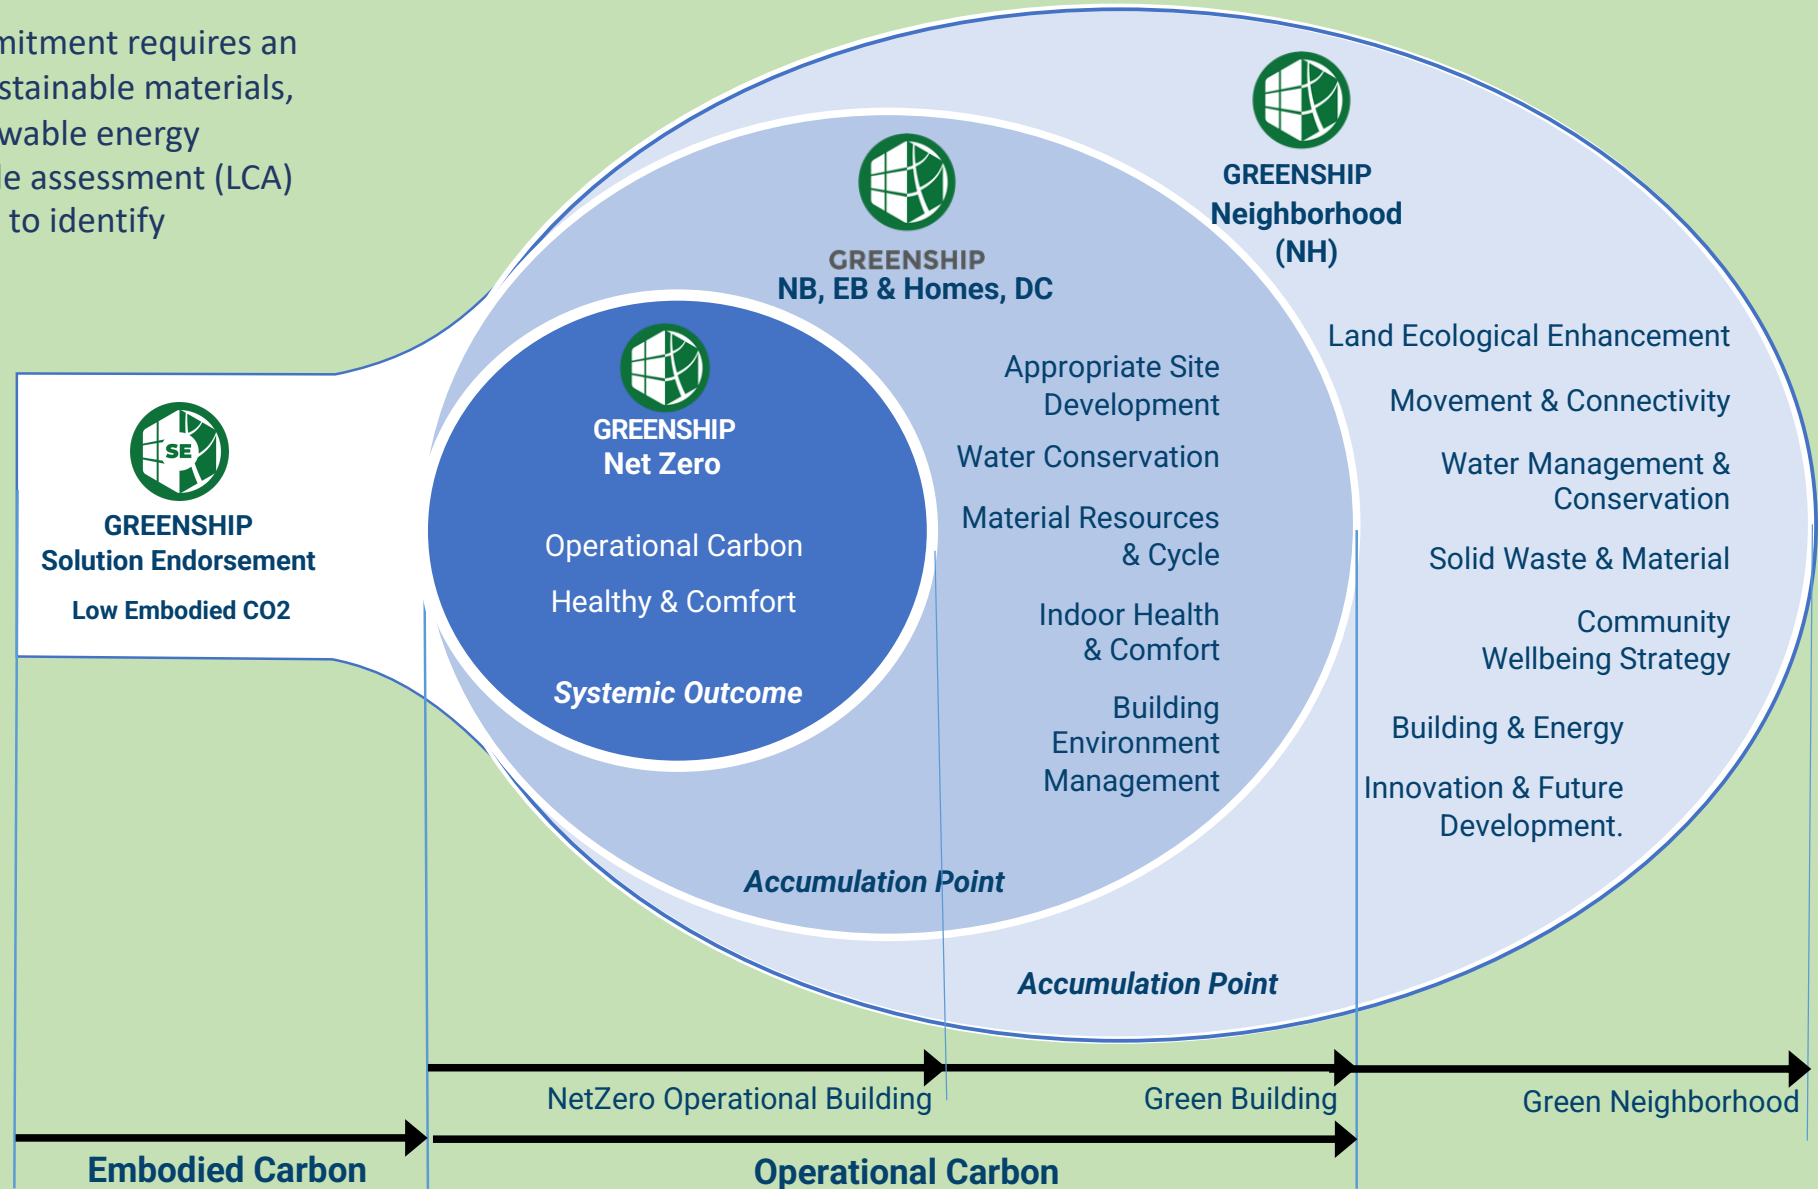 mitment requires an
stainable materials,
wable energy
le assessment (LCA)
to identify
GREENSHIP
Neighborhood
(NH)
Land Ecological Enhancement
Movement & Connectivity
Water Management &
Conservation
Solid Waste & Material
Community
Wellbeing Strategy
Building & Energy
Innovation & Future
Development.
Accumulation Point
GREENSHIP
NB, EB & Homes, DC
Appropriate Site
Development
Water Conservation
Material Resources
& Cycle
Indoor Health
& Comfort
Building
Environment
Management
Accumulation Point
GREENSHIP
Net Zero
Operational Carbon
Healthy & Comfort
Systemic Outcome
SE
GREENSHIP
Solution Endorsement
Low Embodied CO2
NetZero Operational Building
Green Building
Green Neighborhood
Embodied Carbon
Operational Carbon